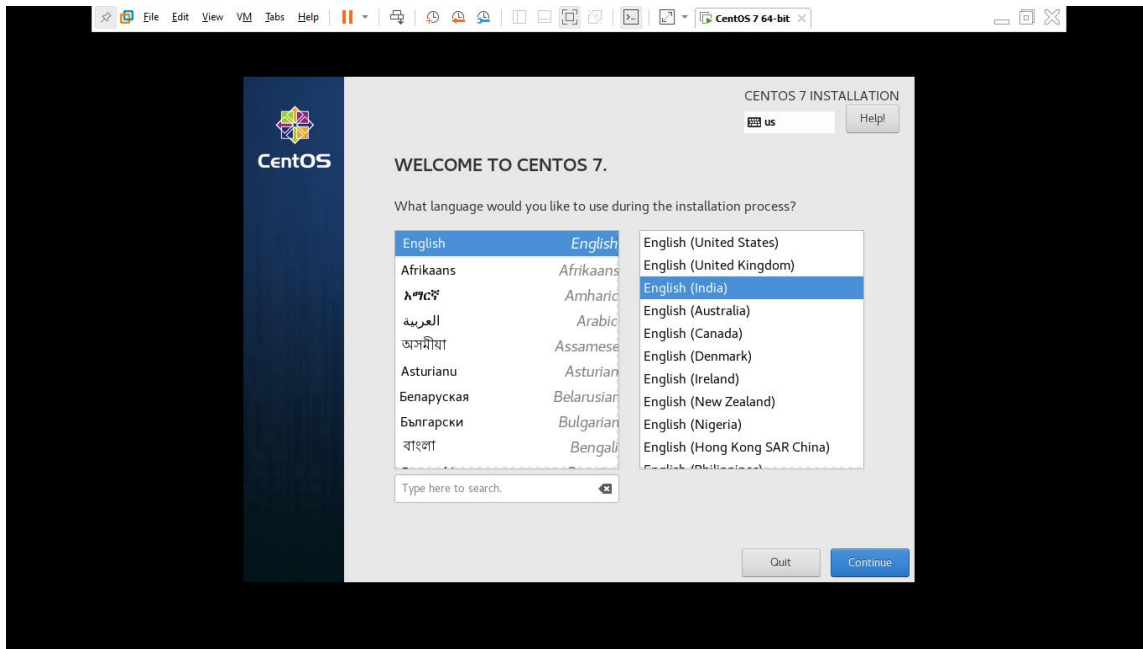 File Edit View VM Tabs Help CentOS 7 64-bit
CENTOS 7 INSTALLATION
us Help!
CentOS
WELCOME TO CENTOS 7.
What language would you like to use during the installation process?
English English
Afrikaans Afrikaans
አማርኛ Amharic
العربية Arabic
অসমীয়া Assamese
Asturianu Asturian
Беларуская Belarusian
Български Bulgarian
বাংলা Bengali
English (United States)
English (United Kingdom)
English (India)
English (Australia)
English (Canada)
English (Denmark)
English (Ireland)
English (New Zealand)
English (Nigeria)
English (Hong Kong SAR China)
English (Philippines)
Type here to search.
Quit Continue